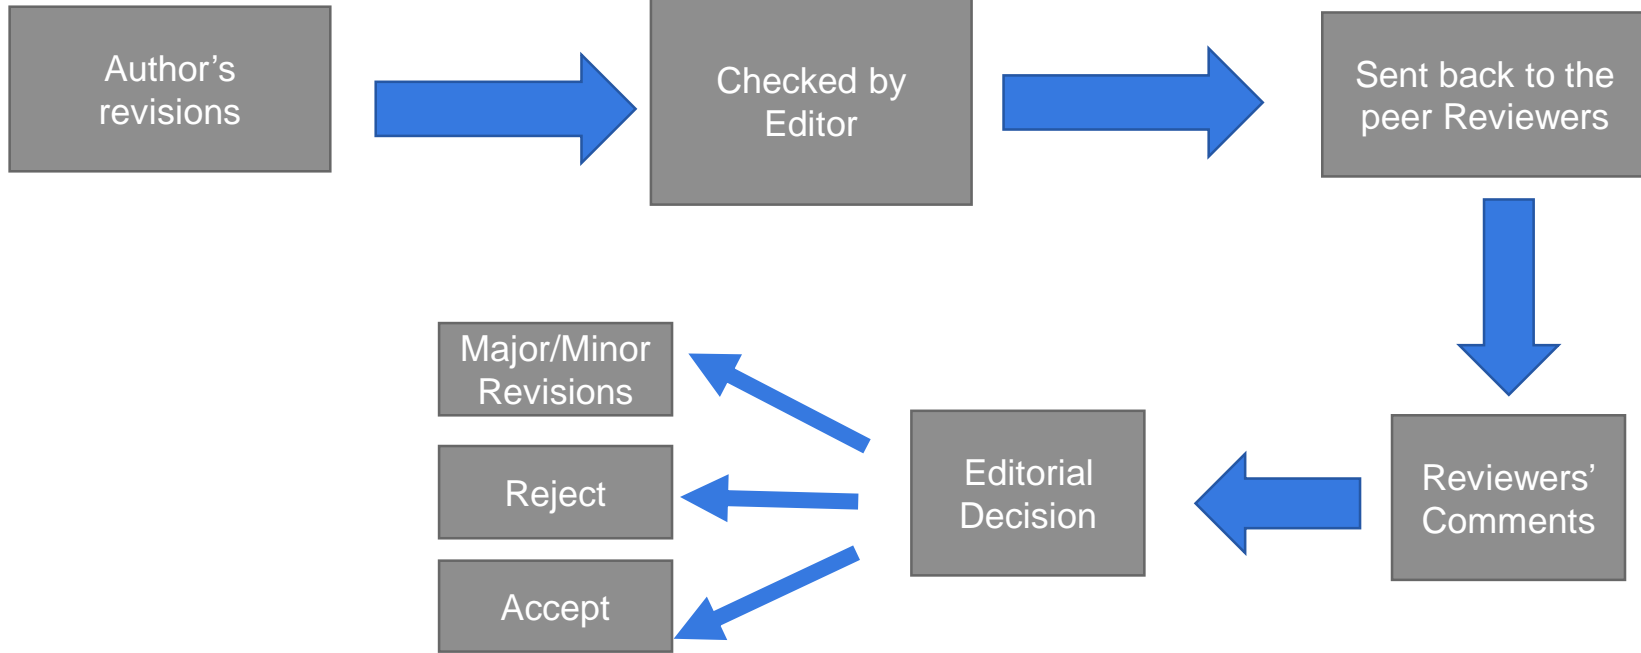 Author’s
revisions
Checked by
Editor
Sent back to the
peer Reviewers
Reviewers’
Comments
Editorial
Decision
Major/Minor
Revisions
Reject
Accept